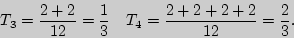 T_3 = \frac{2+2}{12} = \frac{1}{3} \quad T_4 = \frac{2+2+2+2}{12} = \frac{2}{3}.